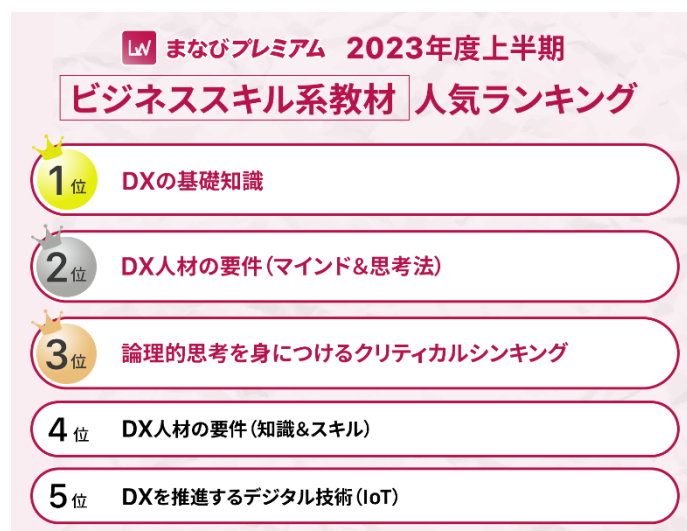 LW まなびプレミアム 2023年度上半期
ビジネススキル系教材 人気ランキング
1位 DXの基礎知識
2位 DX人材の要件(マインド&思考法)
3位 論理的思考を身につけるクリティカルシンキング
4位 DX人材の要件(知識&スキル)
5位 DXを推進するデジタル技術(IoT)